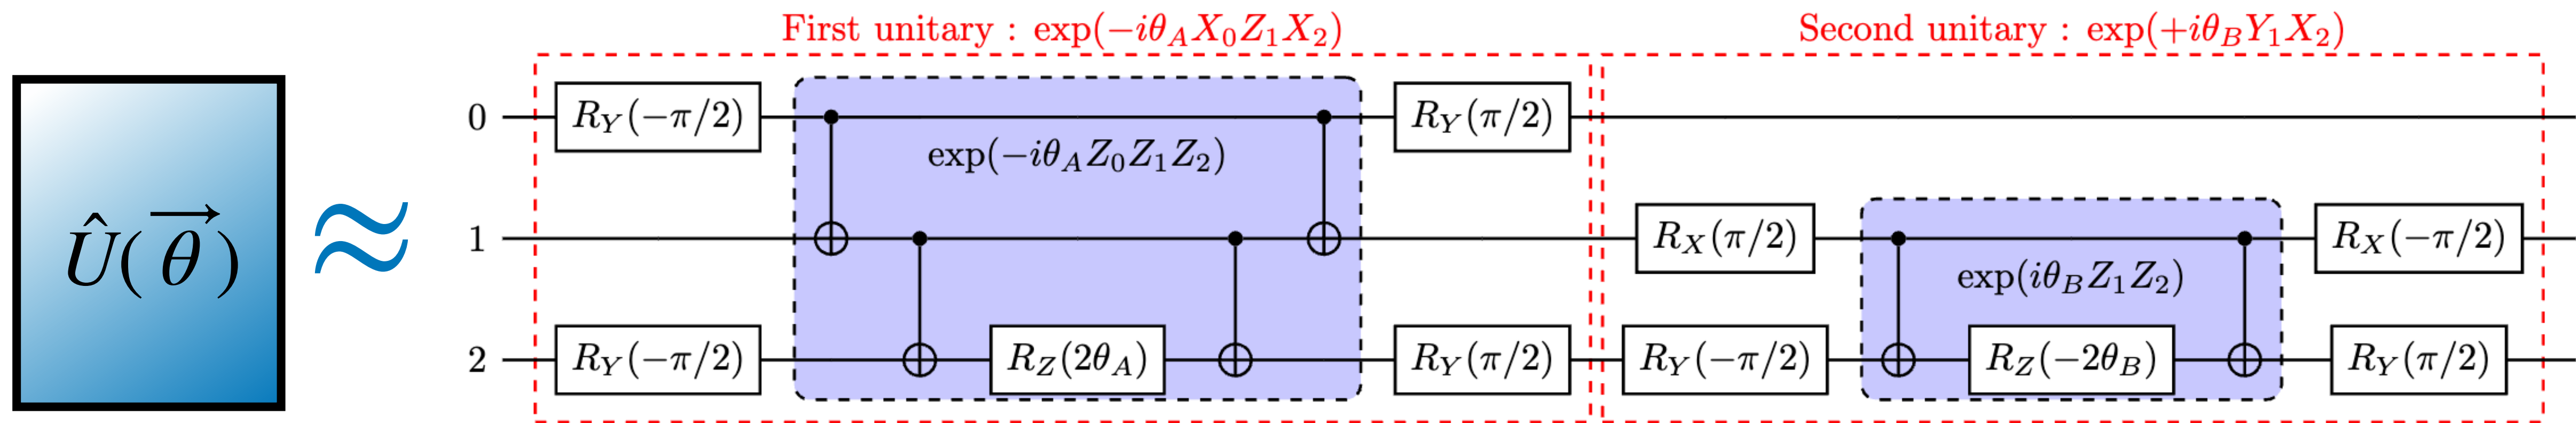 First unitary : exp(−iθ_A X_0 Z_1 X_2)
Second unitary : exp(+iθ_B Y_1 X_2)
Û(θ⃗)
≈
0
R_Y(−π/2)
exp(−iθ_A Z_0 Z_1 Z_2)
R_Y(π/2)
1
R_X(π/2)
exp(iθ_B Z_1 Z_2)
R_X(−π/2)
2
R_Y(−π/2)
R_Z(2θ_A)
R_Y(π/2)
R_Y(−π/2)
R_Z(−2θ_B)
R_Y(π/2)